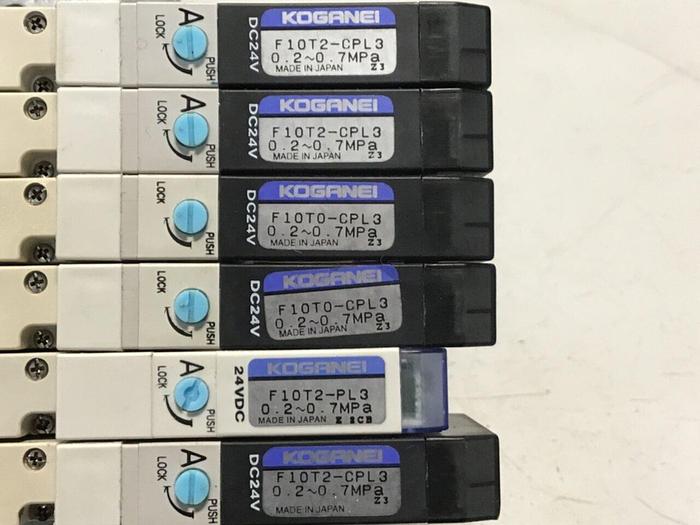 A
LOCK
PUSH
DC24V
KOGANEI
F10T2-CPL3
0.2~0.7MPa
MADE IN JAPAN Z3
A
LOCK
PUSH
DC24V
KOGANEI
F10T2-CPL3
0.2~0.7MPa
MADE IN JAPAN Z3
LOCK
PUSH
DC24V
KOGANEI
F10T0-CPL3
0.2~0.7MPa
MADE IN JAPAN Z3
LOCK
PUSH
DC24V
KOGANEI
F10T0-CPL3
0.2~0.7MPa
MADE IN JAPAN Z3
A
LOCK
PUSH
24VDC
KOGANEI
F10T2-PL3
0.2~0.7MPa
MADE IN JAPAN
A
LOCK
PUSH
DC24V
KOGANEI
F10T2-CPL3
0.2~0.7MPa
MADE IN JAPAN Z3